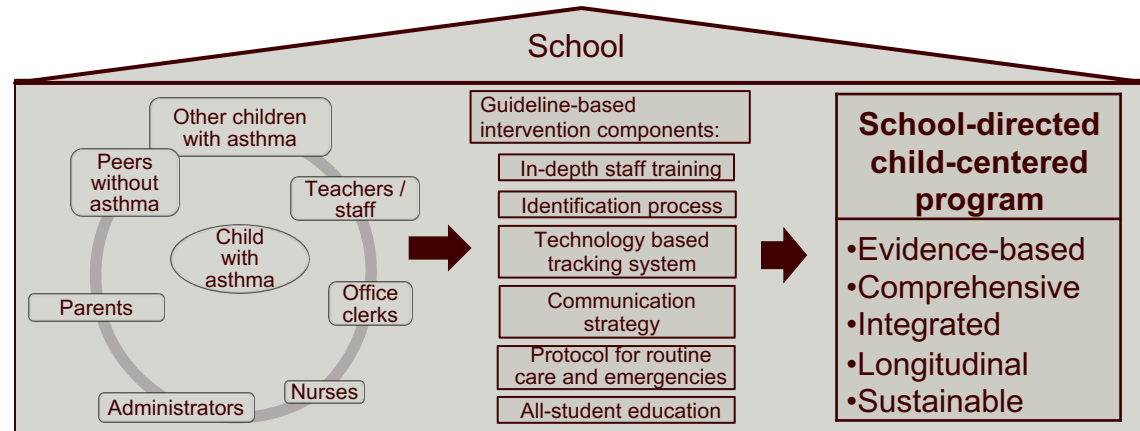 School
Other children
with asthma
Peers
without
asthma
Teachers /
staff
Child
with
asthma
Parents
Office
clerks
Administrators
Nurses
Guideline-based
intervention components:
In-depth staff training
Identification process
Technology based
tracking system
Communication
strategy
Protocol for routine
care and emergencies
All-student education
School-directed
child-centered
program
•Evidence-based
•Comprehensive
•Integrated
•Longitudinal
•Sustainable